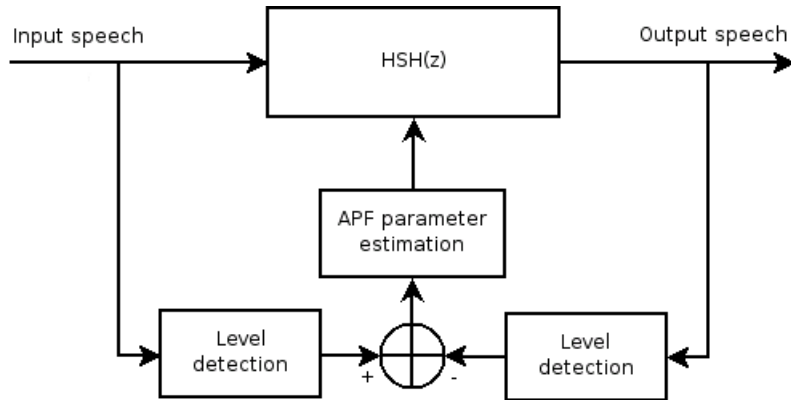 Input speech
HSH(z)
Output speech
APF parameter
estimation
Level
detection
+
-
Level
detection